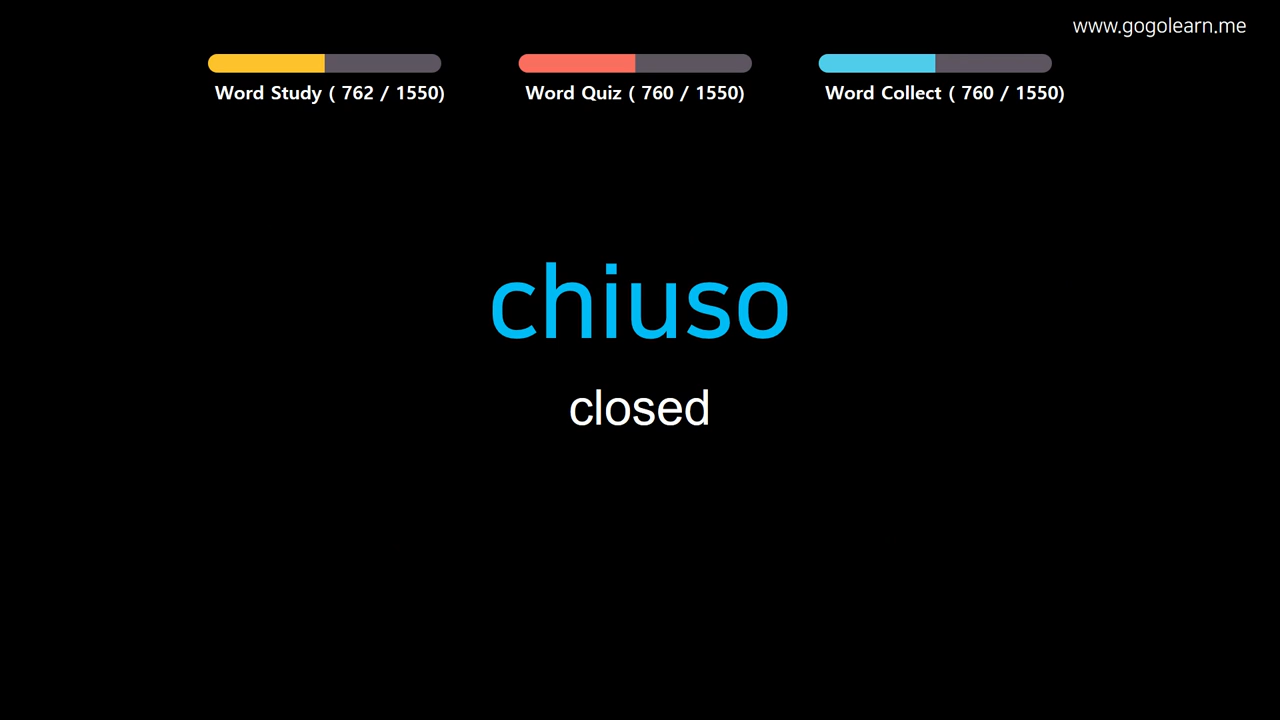 www.gogolearn.me
Word Study ( 762 / 1550)
Word Quiz ( 760 / 1550)
Word Collect ( 760 / 1550)
chiuso
closed